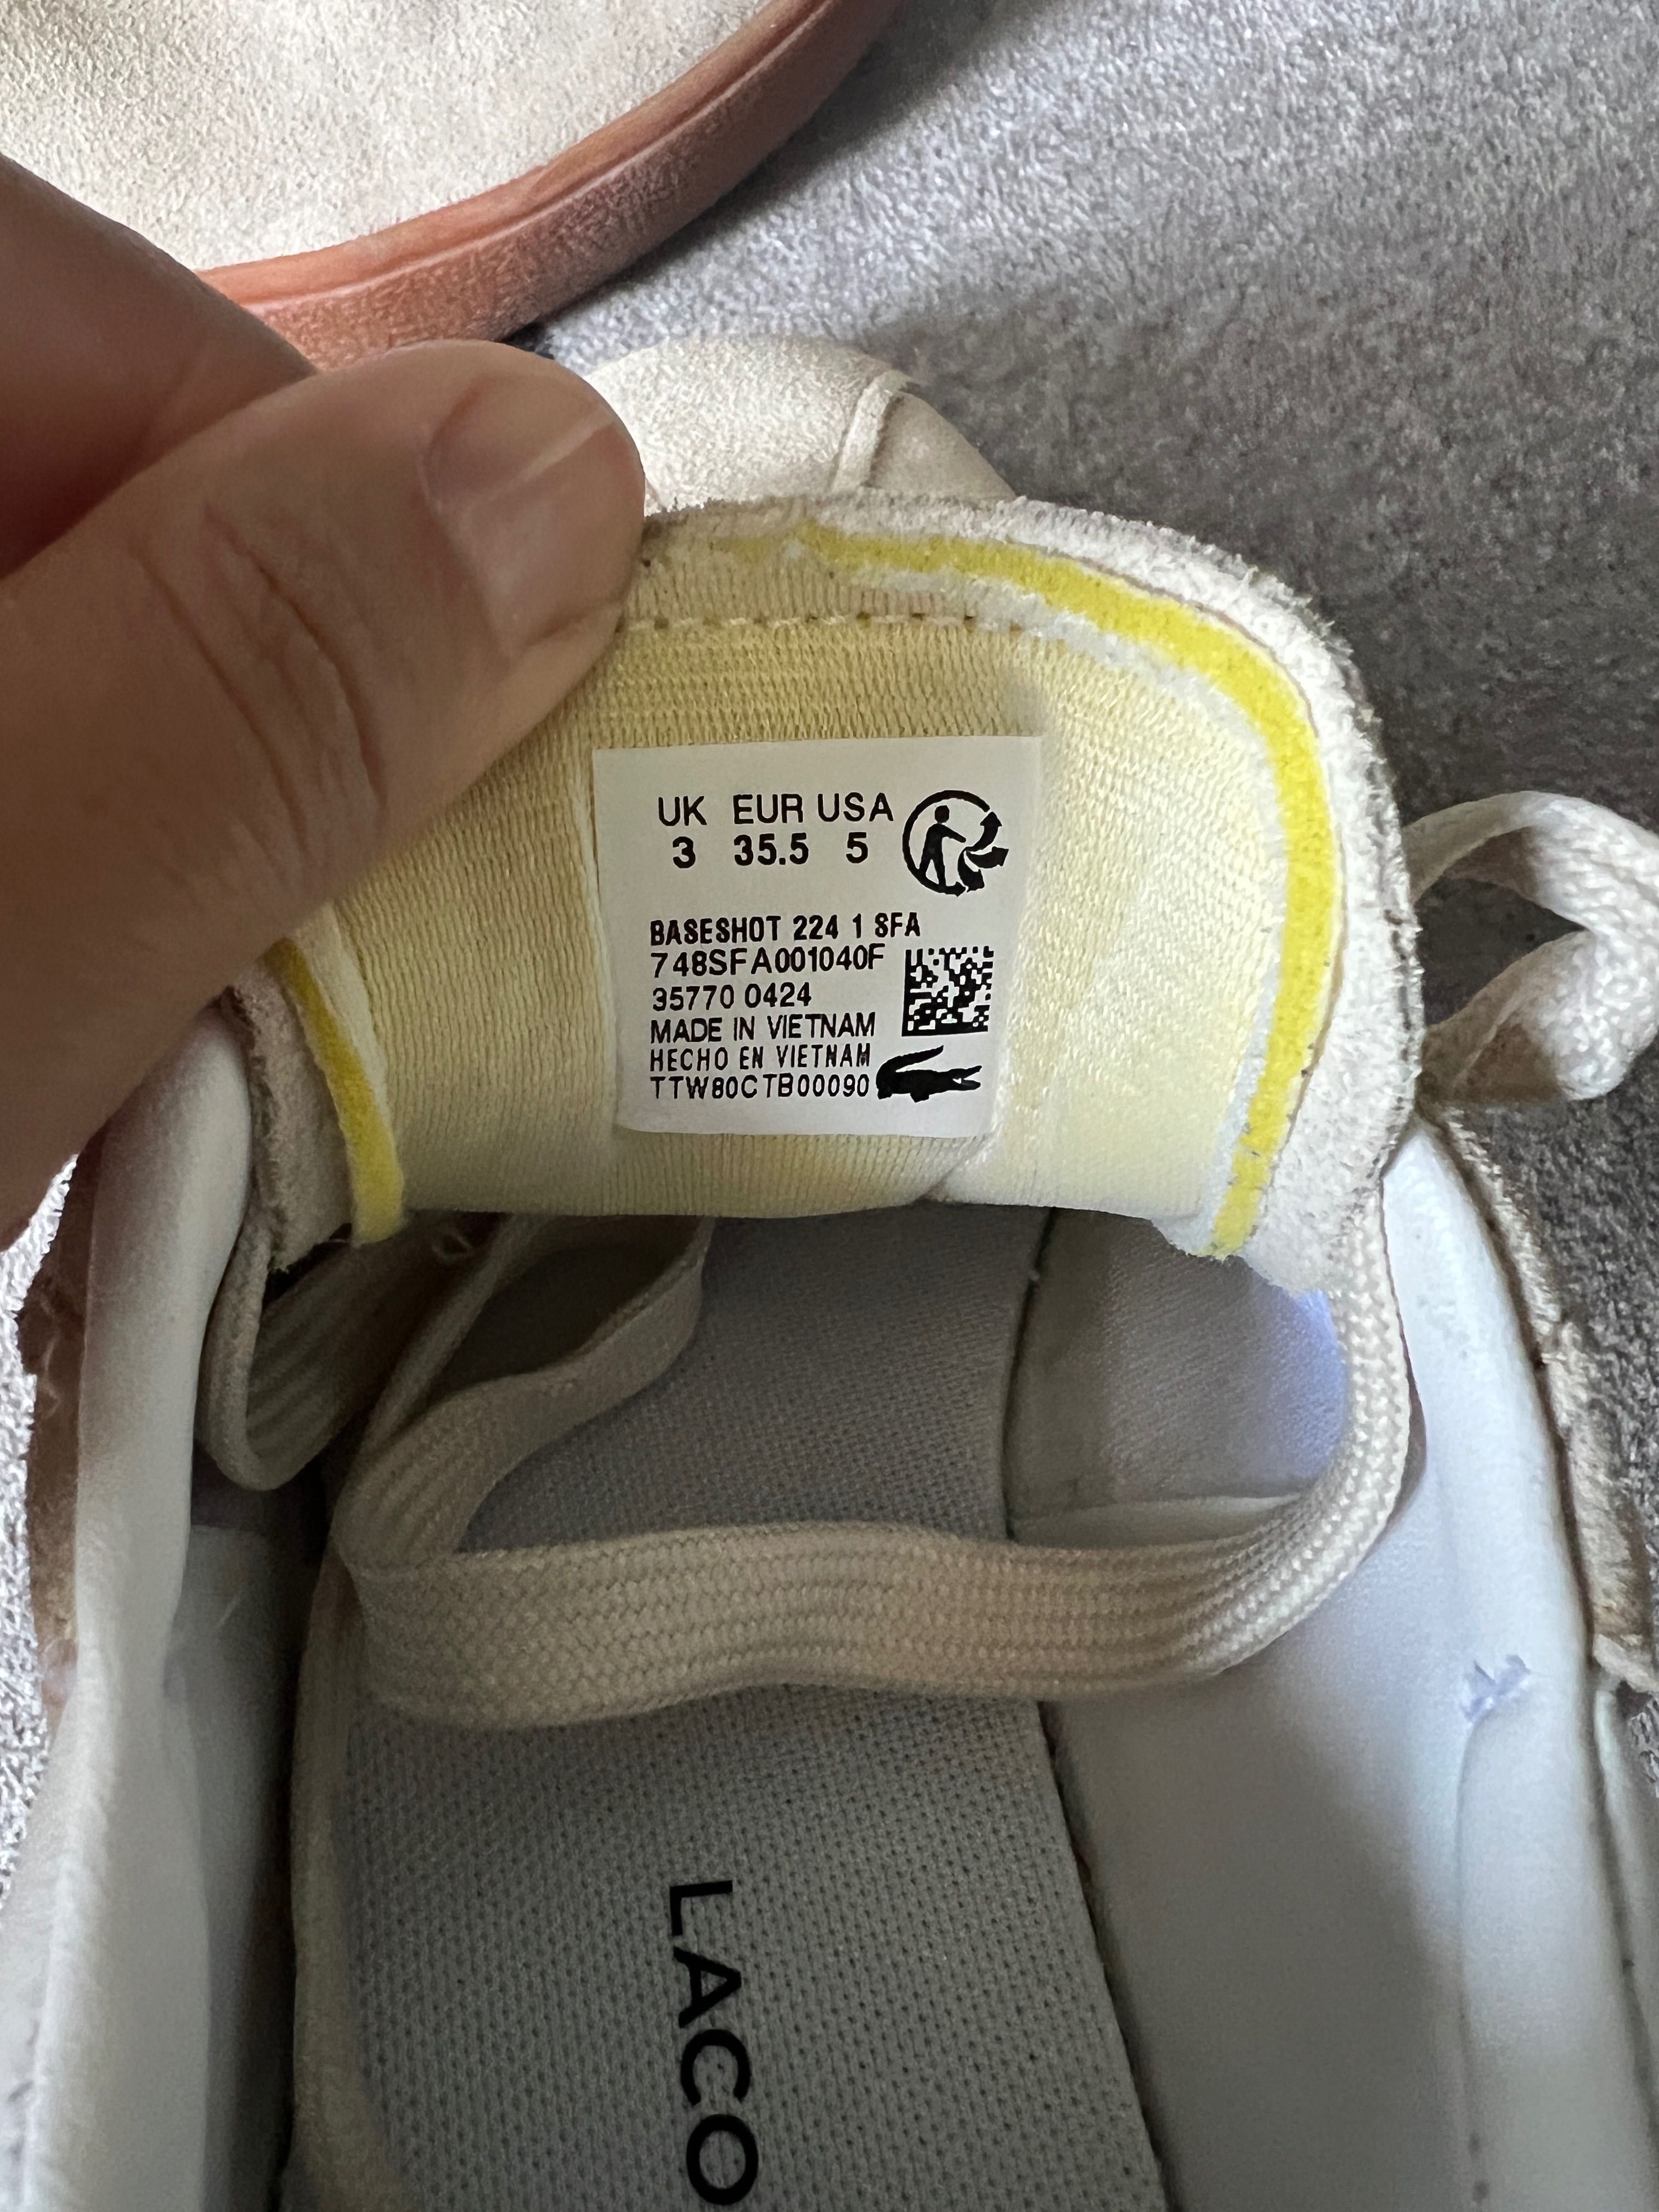 UK EUR USA
3 35.5 5
BASESHOT 224 1 SFA
748SFA001040F
35770 0424
MADE IN VIETNAM
HECHO EN VIETNAM
TTW80CTB00090
LACO